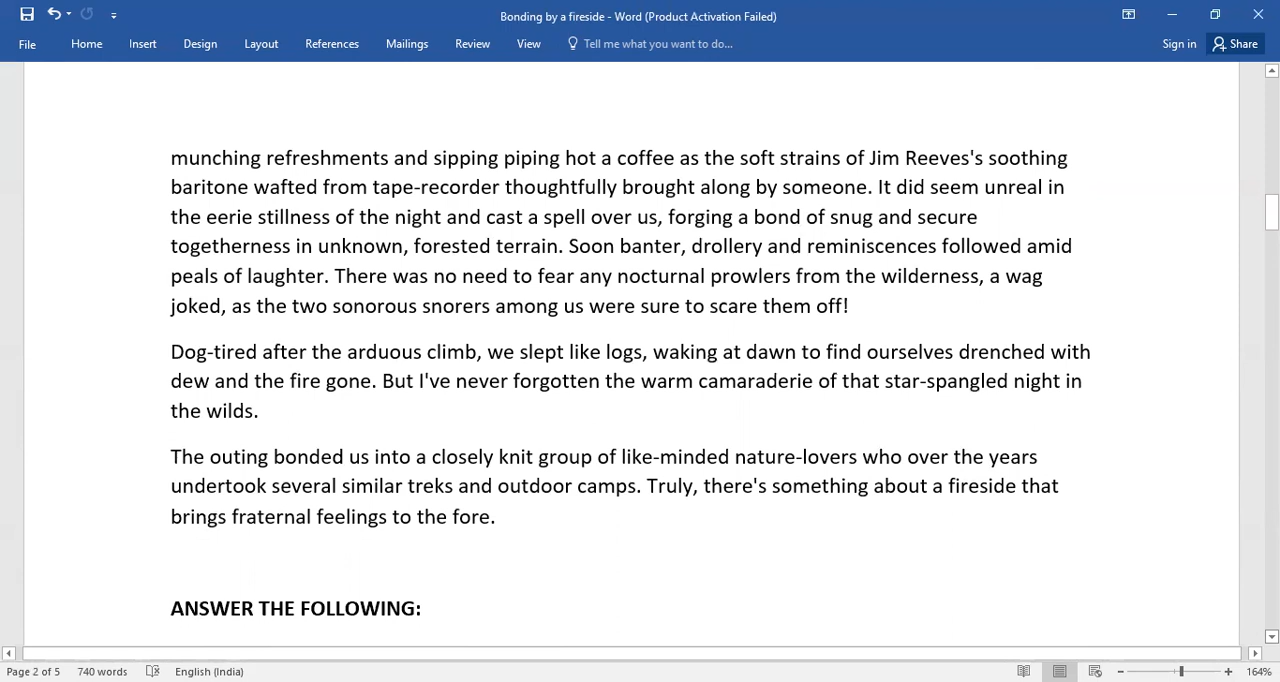 Bonding by a fireside - Word (Product Activation Failed)
File Home Insert Design Layout References Mailings Review View Tell me what you want to do... Sign in Share
munching refreshments and sipping piping hot a coffee as the soft strains of Jim Reeves's soothing
baritone wafted from tape-recorder thoughtfully brought along by someone. It did seem unreal in
the eerie stillness of the night and cast a spell over us, forging a bond of snug and secure
togetherness in unknown, forested terrain. Soon banter, drollery and reminiscences followed amid
peals of laughter. There was no need to fear any nocturnal prowlers from the wilderness, a wag
joked, as the two sonorous snorers among us were sure to scare them off!
Dog-tired after the arduous climb, we slept like logs, waking at dawn to find ourselves drenched with
dew and the fire gone. But I've never forgotten the warm camaraderie of that star-spangled night in
the wilds.
The outing bonded us into a closely knit group of like-minded nature-lovers who over the years
undertook several similar treks and outdoor camps. Truly, there's something about a fireside that
brings fraternal feelings to the fore.
ANSWER THE FOLLOWING:
Page 2 of 5 740 words English (India) 164%